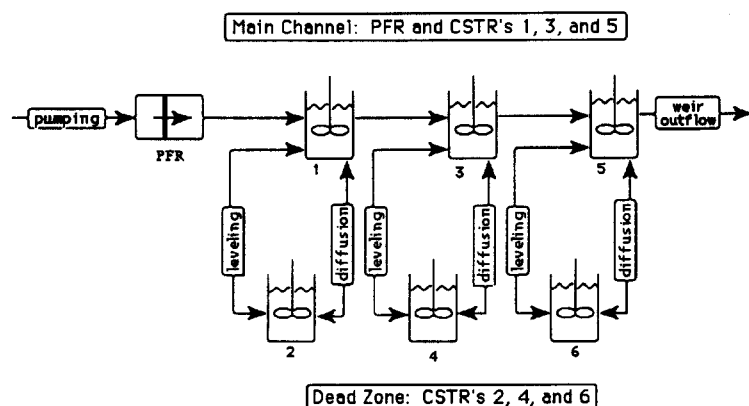 Main Channel: PFR and CSTR's 1, 3, and 5
pumping
PFR
weir
outflow
1
3
5
leveling
diffusion
leveling
diffusion
leveling
diffusion
2
4
6
Dead Zone: CSTR's 2, 4, and 6